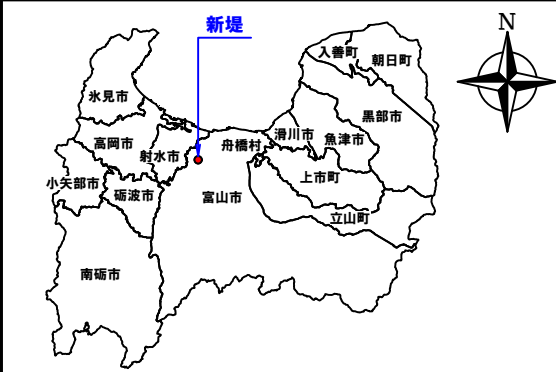 新堤
N
入善町
朝日町
氷見市
黒部市
滑川市
魚津市
高岡市
射水市
舟橋村
上市町
小矢部市
砺波市
富山市
立山町
南砺市